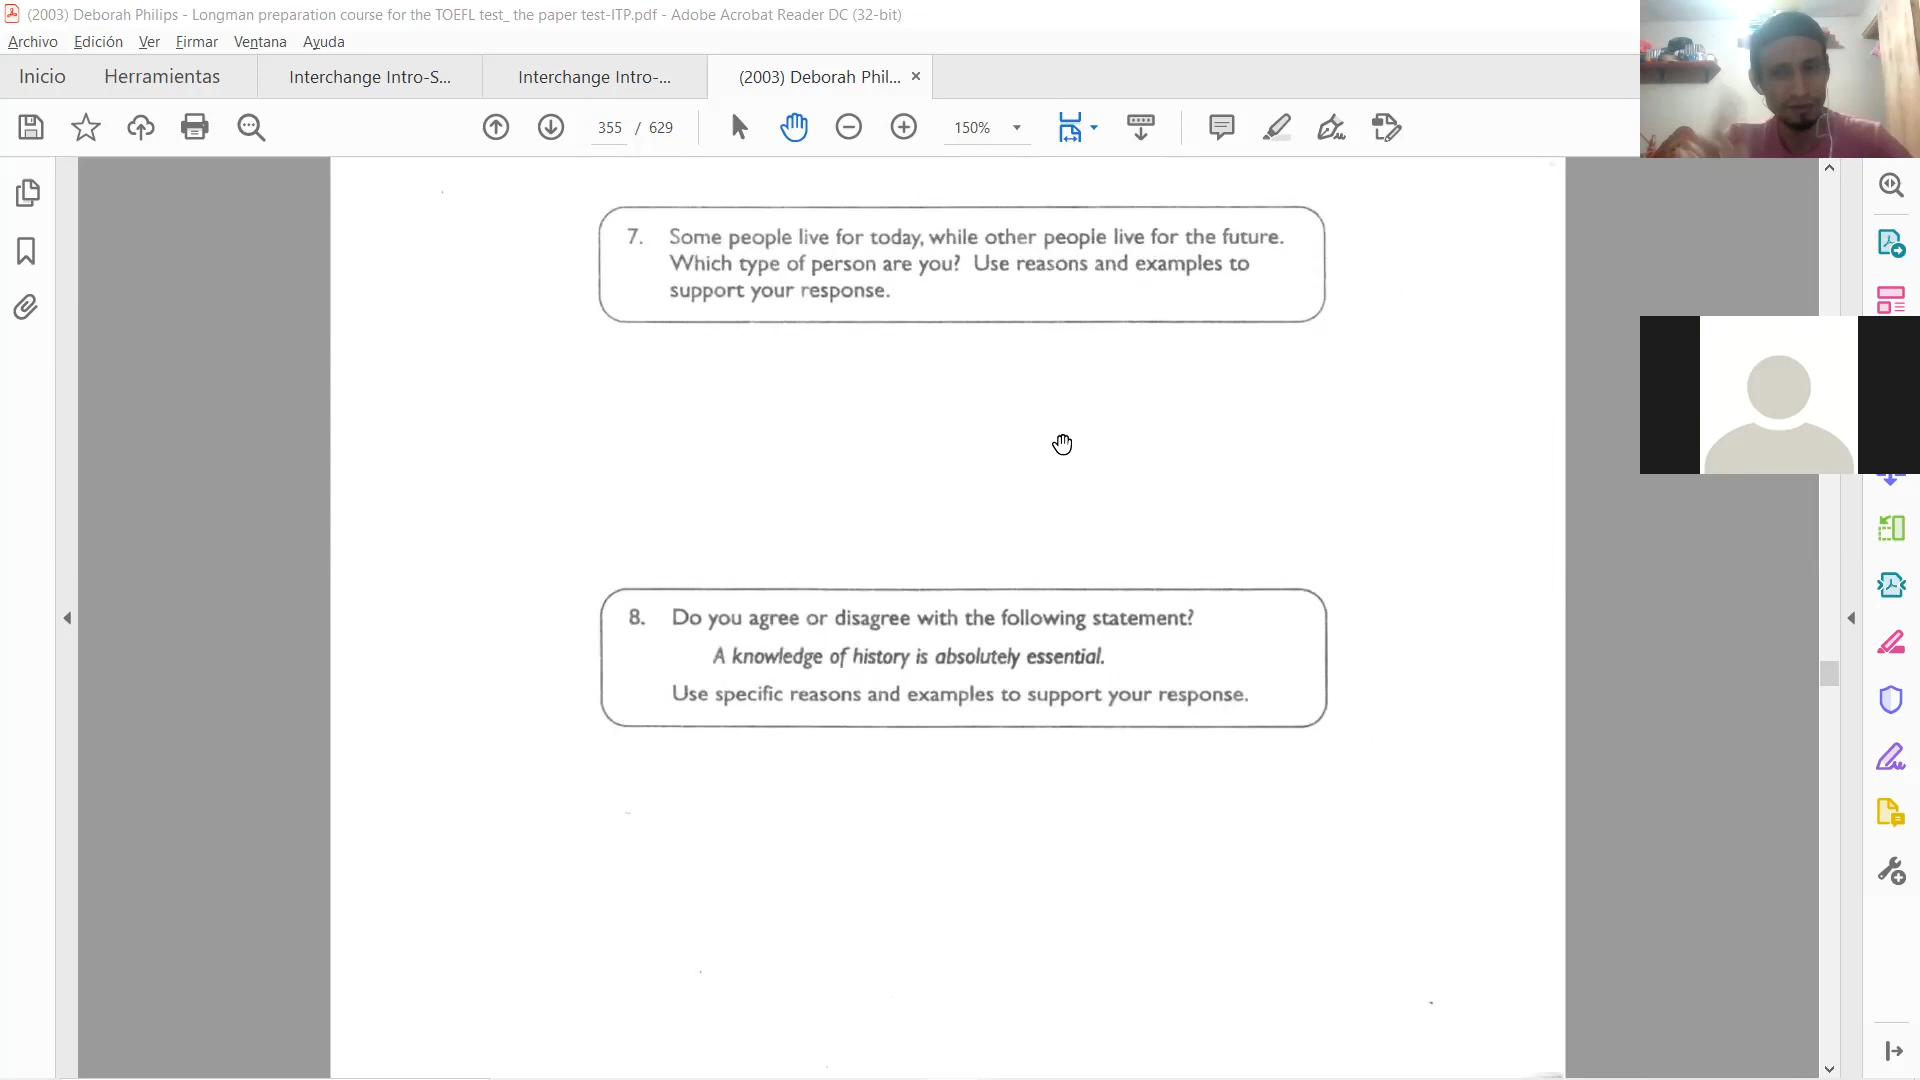 (2003) Deborah Philips - Longman preparation course for the TOEFL test_ the paper test-ITP.pdf - Adobe Acrobat Reader DC (32-bit)
Archivo Edición Ver Firmar Ventana Ayuda
Inicio Herramientas Interchange Intro-S... Interchange Intro-... (2003) Deborah Phil... ×
355 / 629 150%
7. Some people live for today, while other people live for the future.
Which type of person are you? Use reasons and examples to
support your response.
8. Do you agree or disagree with the following statement?
A knowledge of history is absolutely essential.
Use specific reasons and examples to support your response.